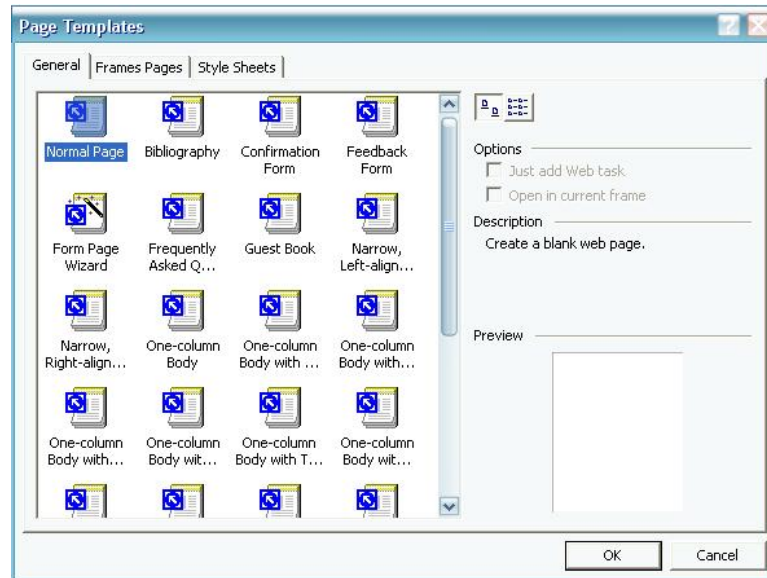 Page Templates
General
Frames Pages
Style Sheets
Normal Page
Bibliography
Confirmation
Form
Feedback
Form
Form Page
Wizard
Frequently
Asked Q...
Guest Book
Narrow,
Left-align...
Narrow,
Right-align...
One-column
Body
One-column
Body with ...
One-column
Body with...
One-column
Body with...
One-column
Body wit...
One-column
Body with T...
One-column
Body wit...
Options
Just add Web task
Open in current frame
Description
Create a blank web page.
Preview
OK
Cancel